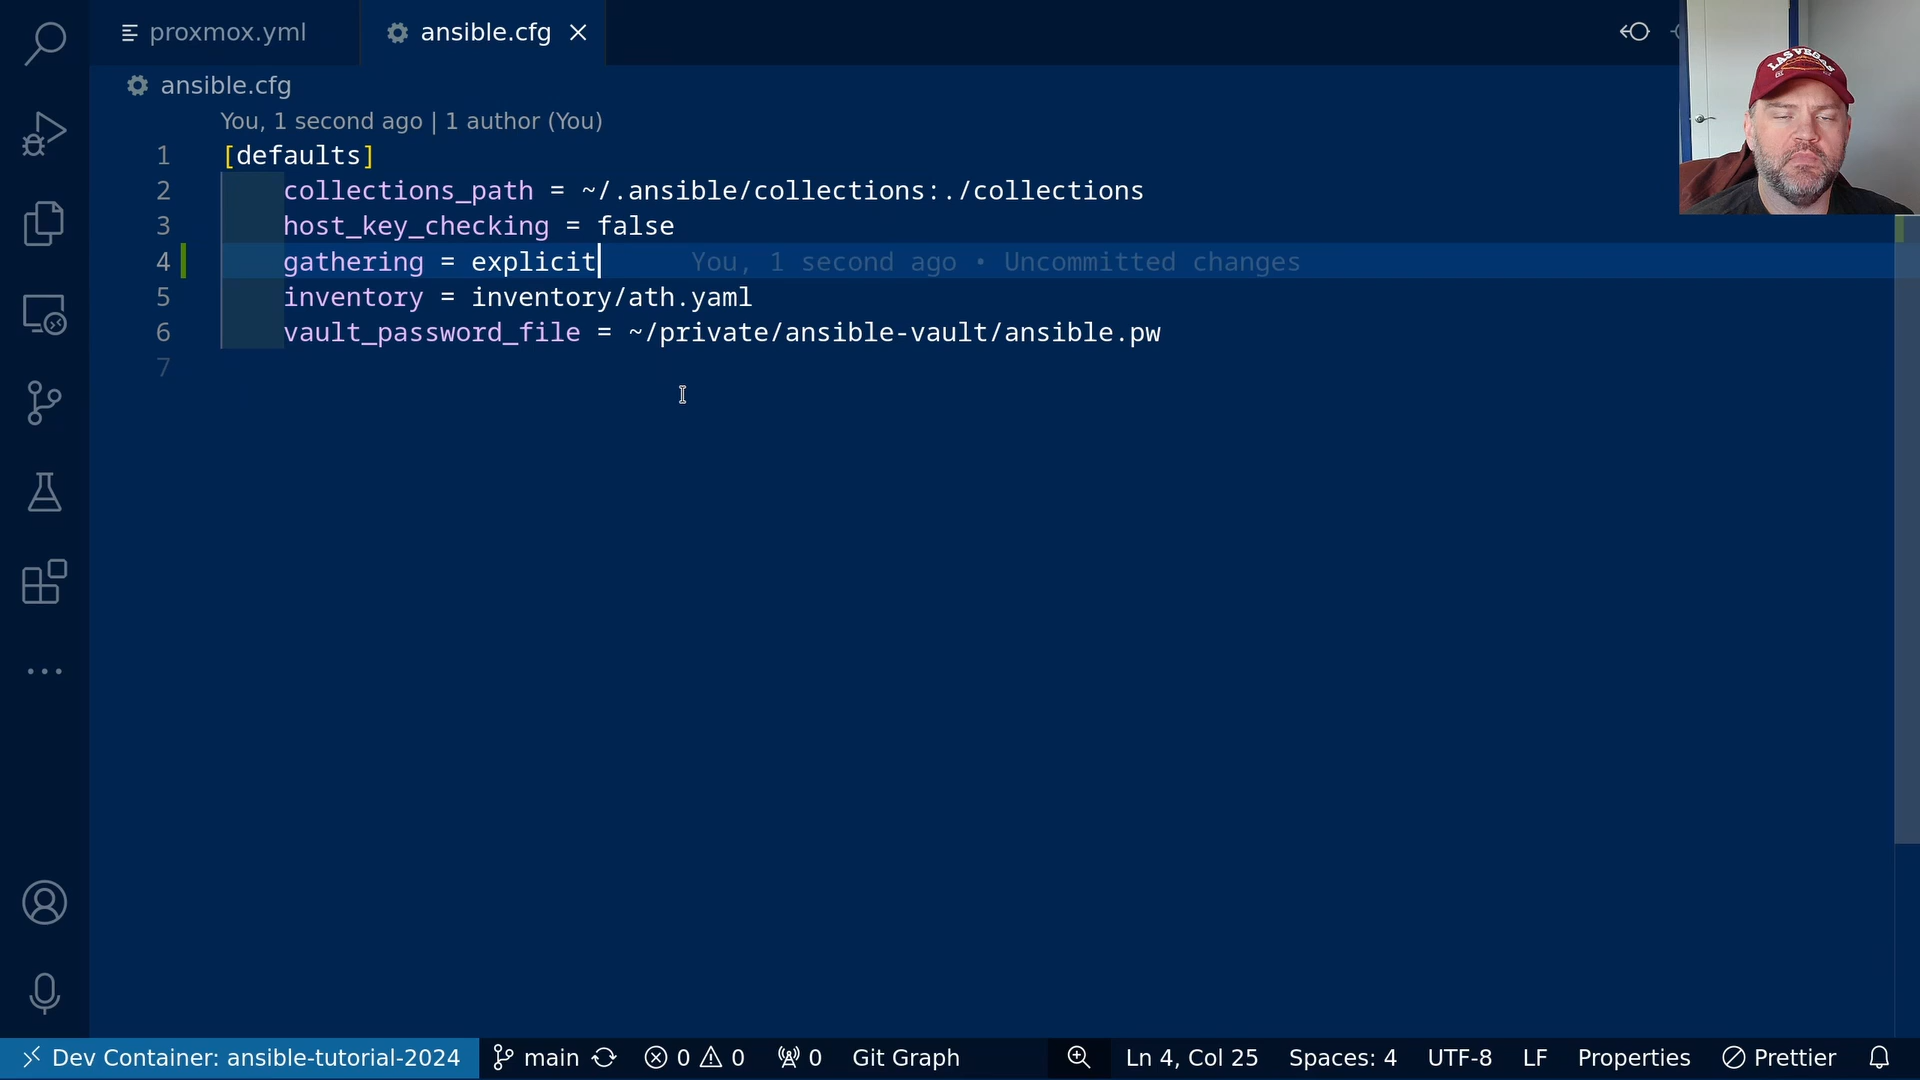 proxmox.yml
ansible.cfg
ansible.cfg
You, 1 second ago | 1 author (You)
1 [defaults]
2 collections_path = ~/.ansible/collections:./collections
3 host_key_checking = false
4 gathering = explicit You, 1 second ago • Uncommitted changes
5 inventory = inventory/ath.yaml
6 vault_password_file = ~/private/ansible-vault/ansible.pw
7
LAS VEGAS
Dev Container: ansible-tutorial-2024 main 0 0 0 Git Graph Ln 4, Col 25 Spaces: 4 UTF-8 LF Properties Prettier